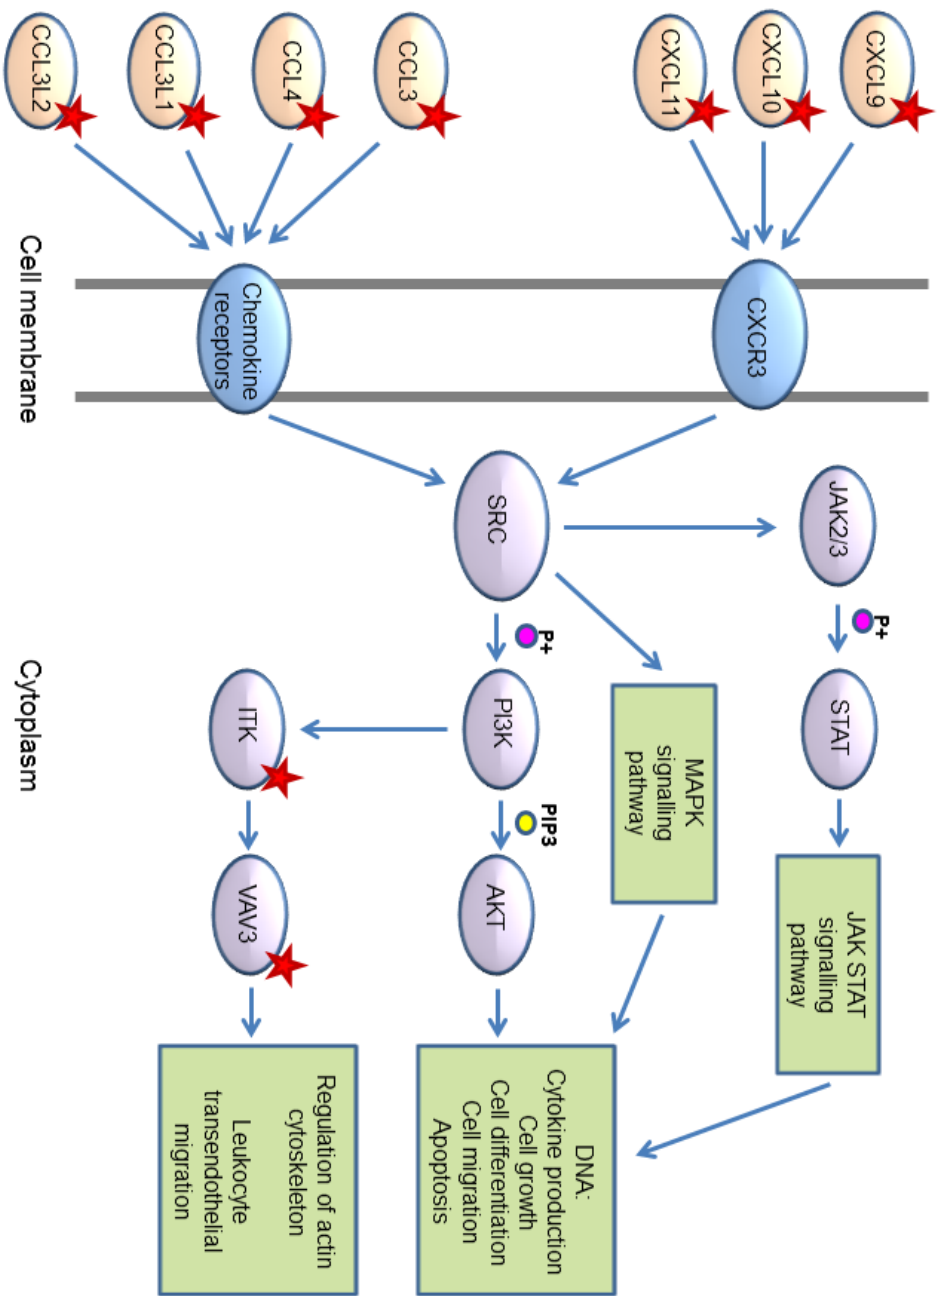 CXCL9
CXCL10
CXCL11
CCL3
CCL4
CCL3L1
CCL3L2
CXCR3
Chemokine
receptors
Cell membrane
JAK2/3
P+
STAT
JAK STAT
signalling
pathway
SRC
MAPK
signalling
pathway
P+
PI3K
PIP3
AKT
DNA:
Cytokine production
Cell growth
Cell differentiation
Cell migration
Apoptosis
ITK
VAV3
Regulation of actin
cytoskeleton
Leukocyte
transendothelial
migration
Cytoplasm